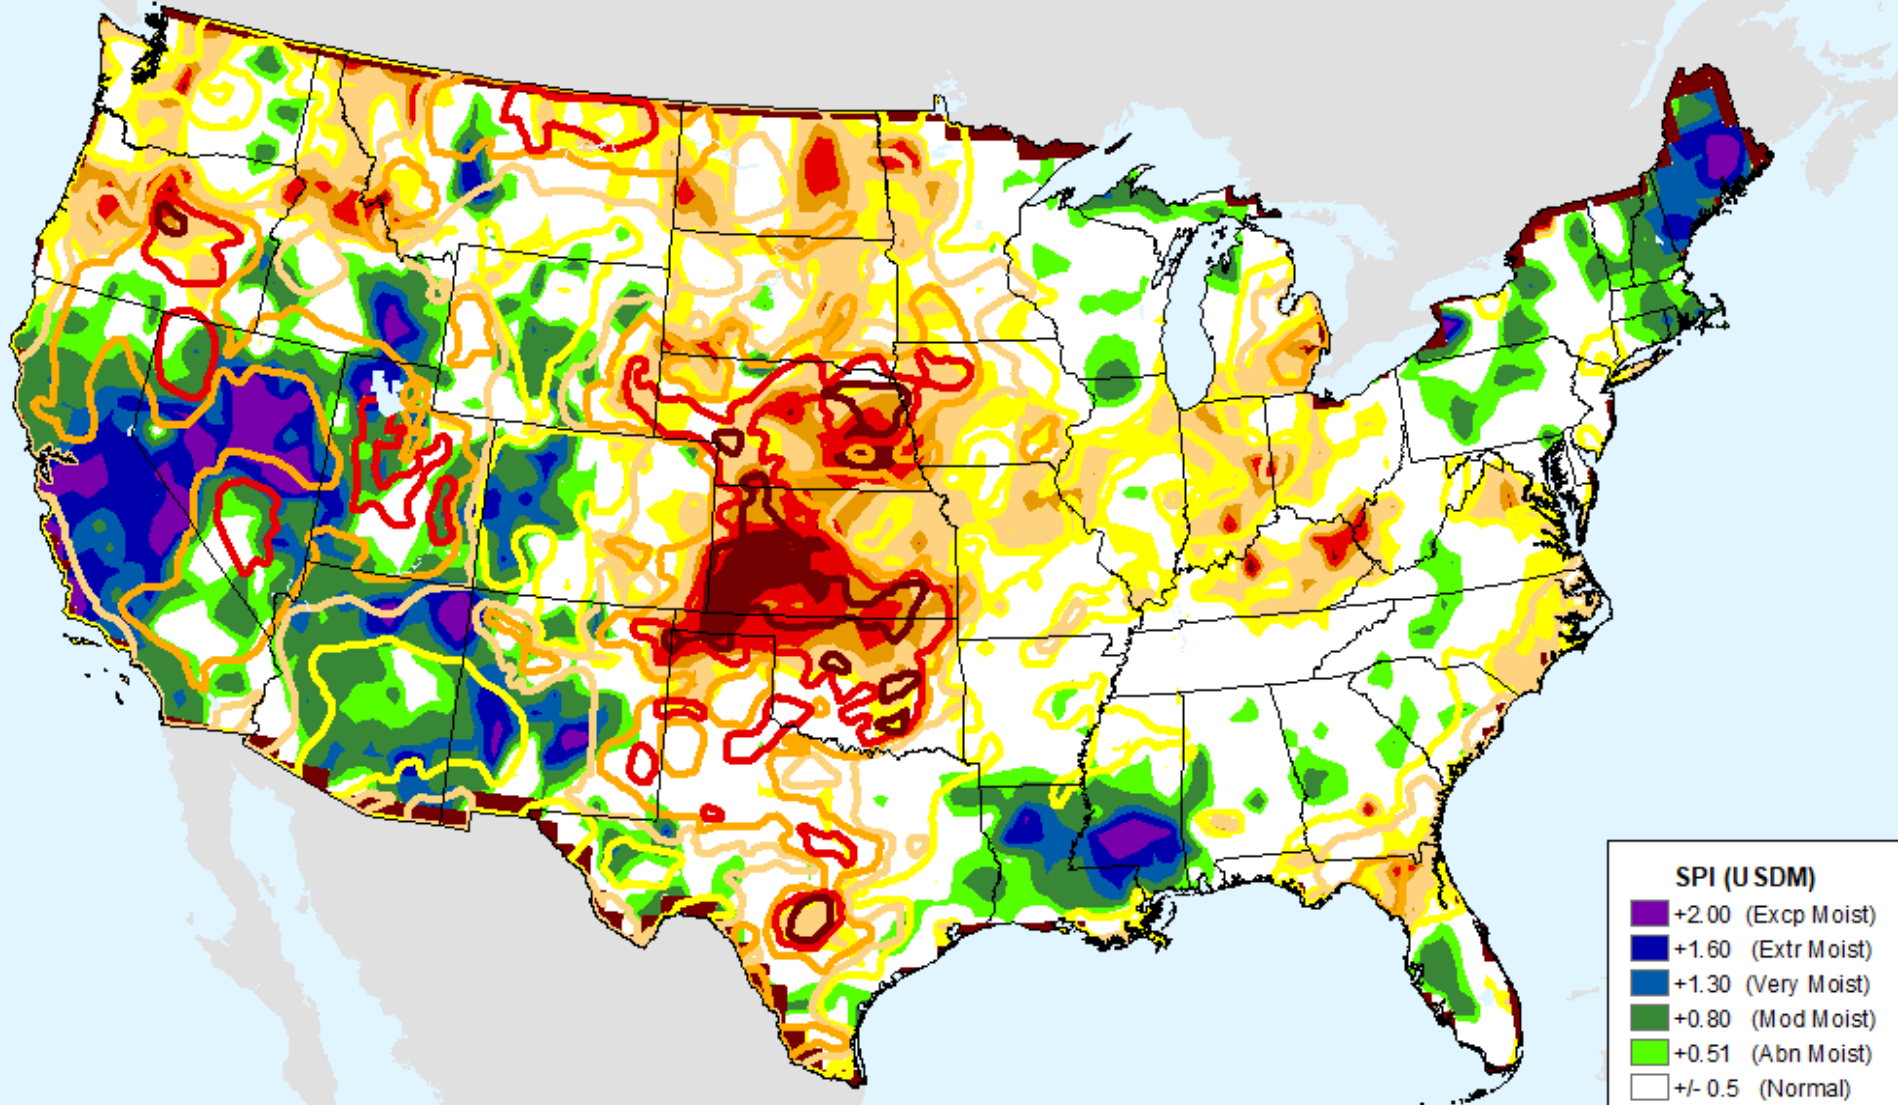 SPI (USDM)
+2.00 (Excp Moist)
+1.60 (Extr Moist)
+1.30 (Very Moist)
+0.80 (Mod Moist)
+0.51 (Abn Moist)
+/- 0.5 (Normal)